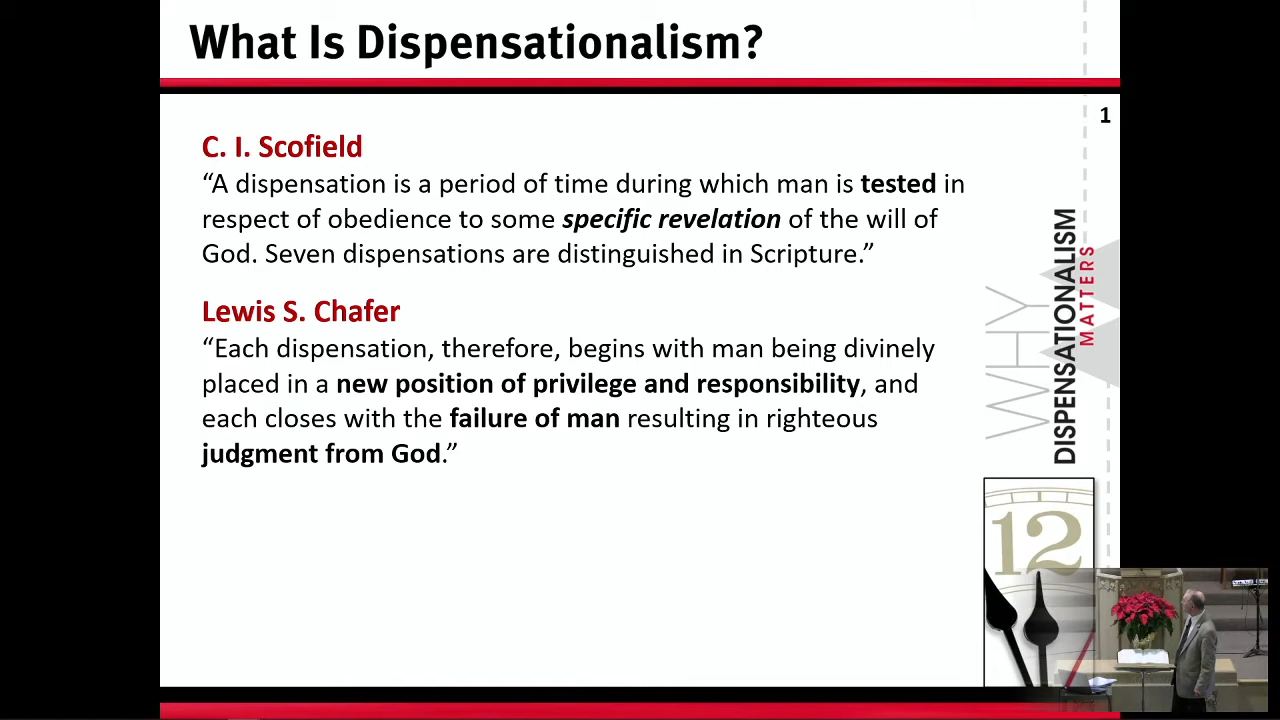 What Is Dispensationalism?
1
C. I. Scofield
“A dispensation is a period of time during which man is tested in
respect of obedience to some specific revelation of the will of
God. Seven dispensations are distinguished in Scripture.”
Lewis S. Chafer
“Each dispensation, therefore, begins with man being divinely
placed in a new position of privilege and responsibility, and
each closes with the failure of man resulting in righteous
judgment from God.”
WHY
DISPENSATIONALISM
MATTERS
12